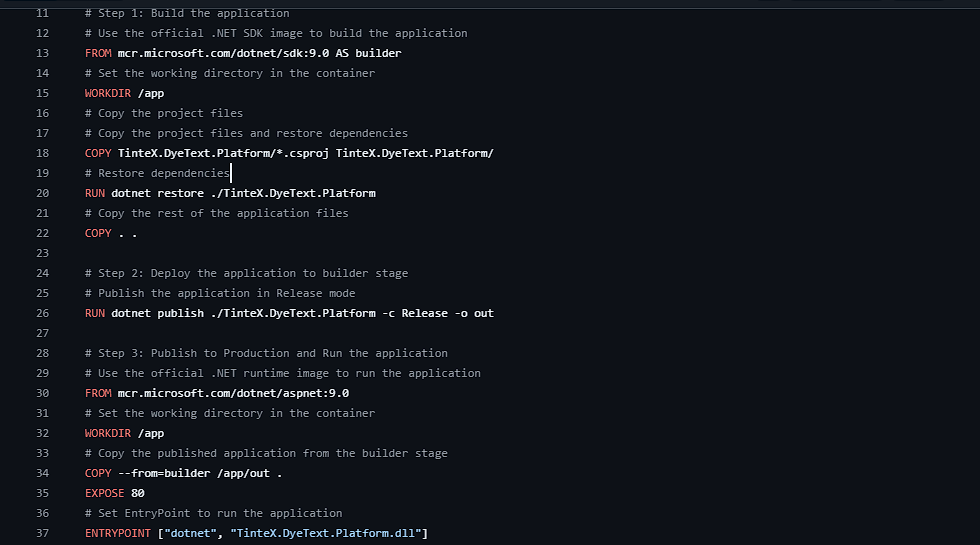 11 # Step 1: Build the application
12 # Use the official .NET SDK image to build the application
13 FROM mcr.microsoft.com/dotnet/sdk:9.0 AS builder
14 # Set the working directory in the container
15 WORKDIR /app
16 # Copy the project files
17 # Copy the project files and restore dependencies
18 COPY TinteX.DyeText.Platform/*.csproj TinteX.DyeText.Platform/
19 # Restore dependencies
20 RUN dotnet restore ./TinteX.DyeText.Platform
21 # Copy the rest of the application files
22 COPY . .
23
24 # Step 2: Deploy the application to builder stage
25 # Publish the application in Release mode
26 RUN dotnet publish ./TinteX.DyeText.Platform -c Release -o out
27
28 # Step 3: Publish to Production and Run the application
29 # Use the official .NET runtime image to run the application
30 FROM mcr.microsoft.com/dotnet/aspnet:9.0
31 # Set the working directory in the container
32 WORKDIR /app
33 # Copy the published application from the builder stage
34 COPY --from=builder /app/out .
35 EXPOSE 80
36 # Set EntryPoint to run the application
37 ENTRYPOINT ["dotnet", "TinteX.DyeText.Platform.dll"]